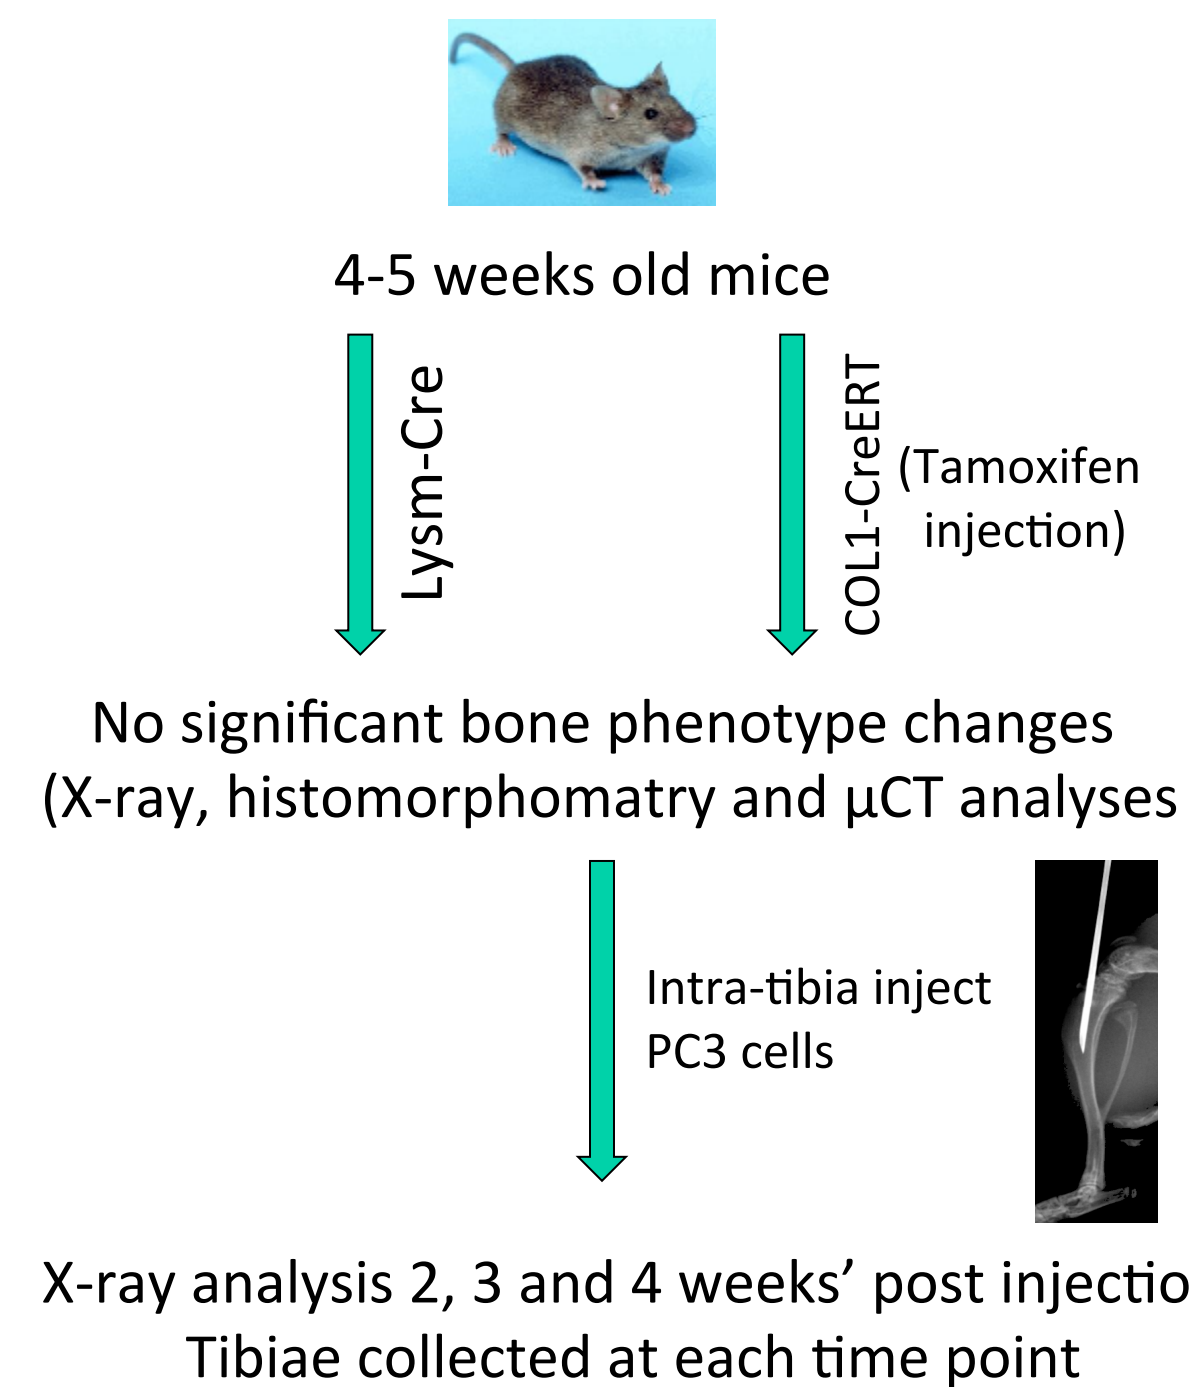 4-5 weeks old mice
Lysm-Cre
COL1-CreERT
(Tamoxifen
injection)
No significant bone phenotype changes
(X-ray, histomorphomatry and µCT analyses
Intra-tibia inject
PC3 cells
X-ray analysis 2, 3 and 4 weeks’ post injectio
Tibiae collected at each time point